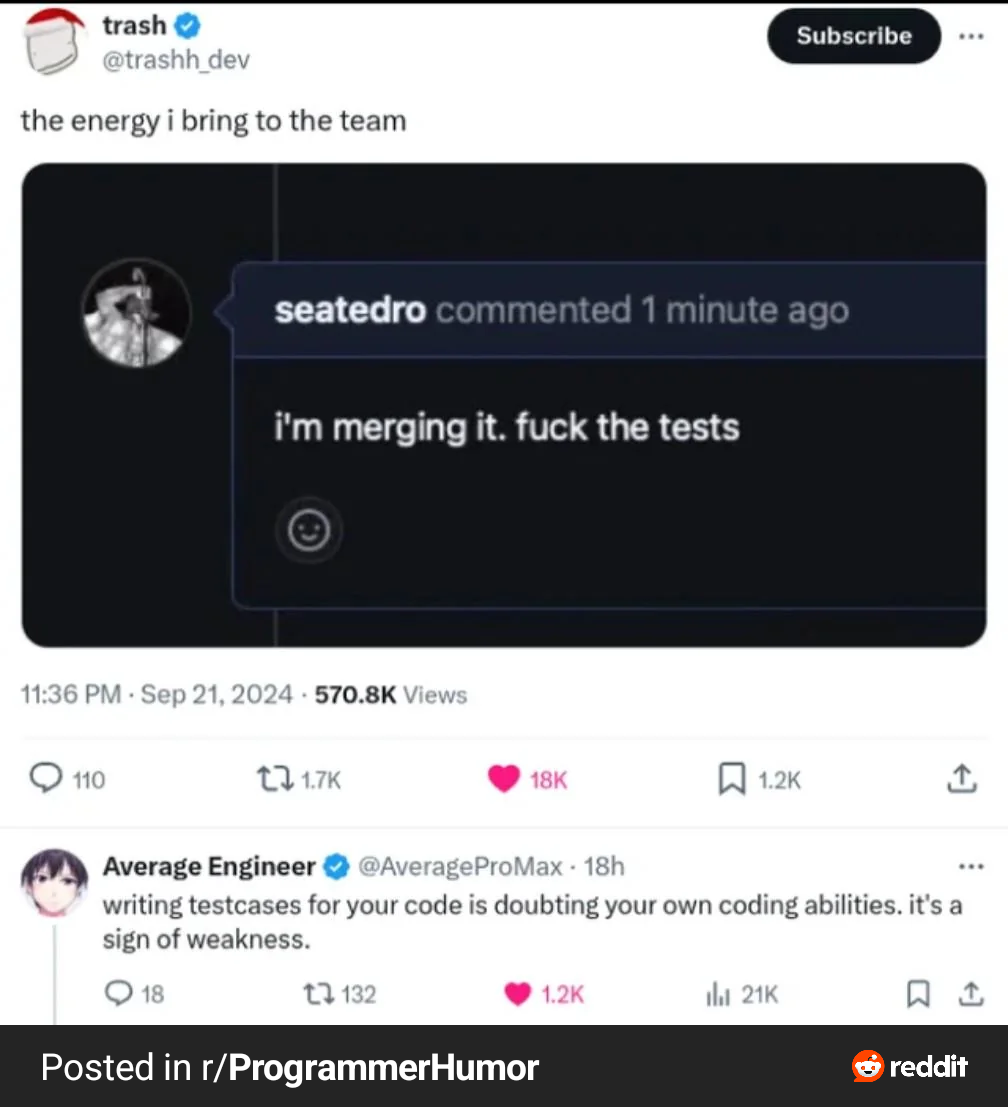 trash
Subscribe
@trashh_dev
the energy i bring to the team
seatedro commented 1 minute ago
i'm merging it. fuck the tests
11:36 PM · Sep 21, 2024 · 570.8K Views
110 1.7K 18K 1.2K
Average Engineer @AverageProMax · 18h
writing testcases for your code is doubting your own coding abilities. it's a
sign of weakness.
18 132 1.2K 21K
Posted in r/ProgrammerHumor
reddit